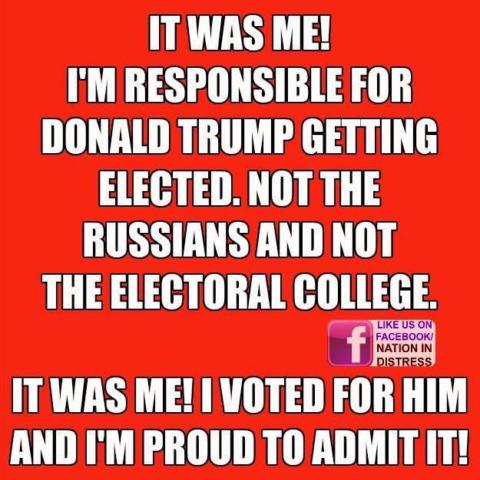 IT WAS ME!
I'M RESPONSIBLE FOR
DONALD TRUMP GETTING
ELECTED. NOT THE
RUSSIANS AND NOT
THE ELECTORAL COLLEGE.
f
LIKE US ON
FACEBOOK/
NATION IN
DISTRESS
IT WAS ME! I VOTED FOR HIM
AND I'M PROUD TO ADMIT IT!